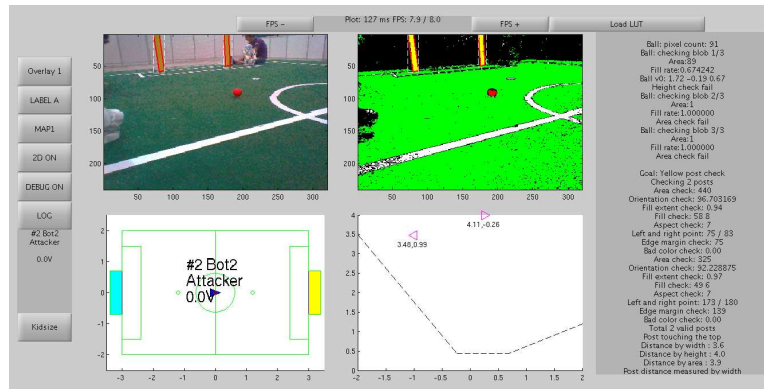 FPS -
Plot: 127 ms FPS: 7.9 / 8.0
FPS +
Load LUT
Overlay 1
LABEL A
MAP1
2D ON
DEBUG ON
LOG
#2 Bot2
Attacker
0.0V
Kidsize
50
100
150
200
50
100
150
200
250
300
50
100
150
200
50
100
150
200
250
300
2
1
0
-1
-2
-3
-2
-1
0
1
2
3
#2 Bot2
Attacker
0.0V
4
3.5
3
2.5
2
1.5
1
0.5
0
-2
-1.5
-1
-0.5
0
0.5
1
1.5
2
4.11,-0.26
3.48,0.99
Ball: pixel count: 91
Ball: checking blob 1/3
Area:89
Fill rate:0.674242
Ball v0: 1.72 -0.19 0.67
Height check fail
Ball: checking blob 2/3
Area:1
Fill rate:1.000000
Area check fail
Ball: checking blob 3/3
Area:1
Fill rate:1.000000
Area check fail
Goal: Yellow post check
Checking 2 posts
Area check: 440
Orientation check: 96.703169
Fill extent check: 0.94
Fill check: 58 8
Aspect check: 7
Left and right point: 75 / 83
Edge margin check: 75
Bad color check: 0.00
Area check: 325
Orientation check: 92.228875
Fill extent check: 0.97
Fill check: 49 6
Aspect check: 7
Left and right point: 173 / 180
Edge margin check: 139
Bad color check: 0.00
Total 2 valid posts
Post touching the top
Distance by width : 3.6
Distance by height : 4.0
Distance by area : 3.9
Post distance measured by width